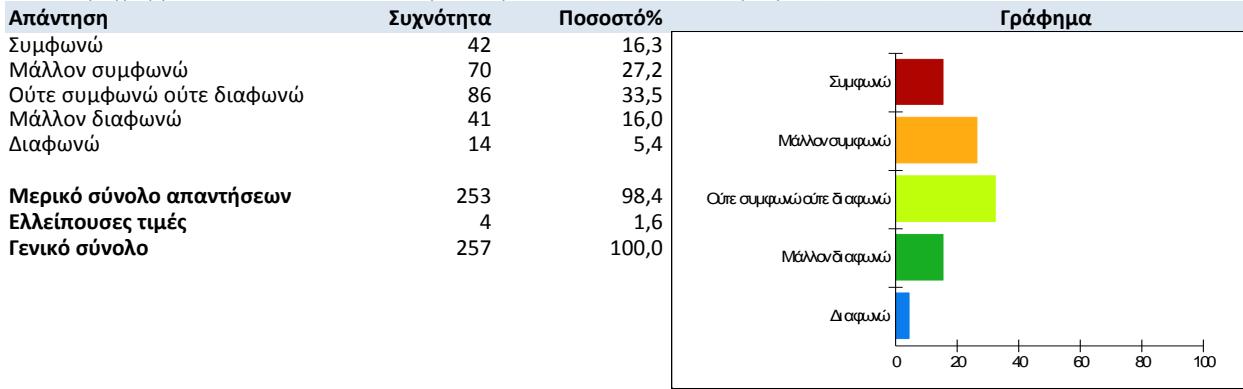 Απάντηση Συχνότητα Ποσοστό% Γράφημα
Συμφωνώ 42 16,3
Μάλλον συμφωνώ 70 27,2
Ούτε συμφωνώ ούτε διαφωνώ 86 33,5
Μάλλον διαφωνώ 41 16,0
Διαφωνώ 14 5,4
Μερικό σύνολο απαντήσεων 253 98,4
Ελλείπουσες τιμές 4 1,6
Γενικό σύνολο 257 100,0
Συμφωνώ
Μάλλον συμφωνώ
Ούτε συμφωνώ ούτε διαφωνώ
Μάλλον διαφωνώ
Διαφωνώ
0 20 40 60 80 100